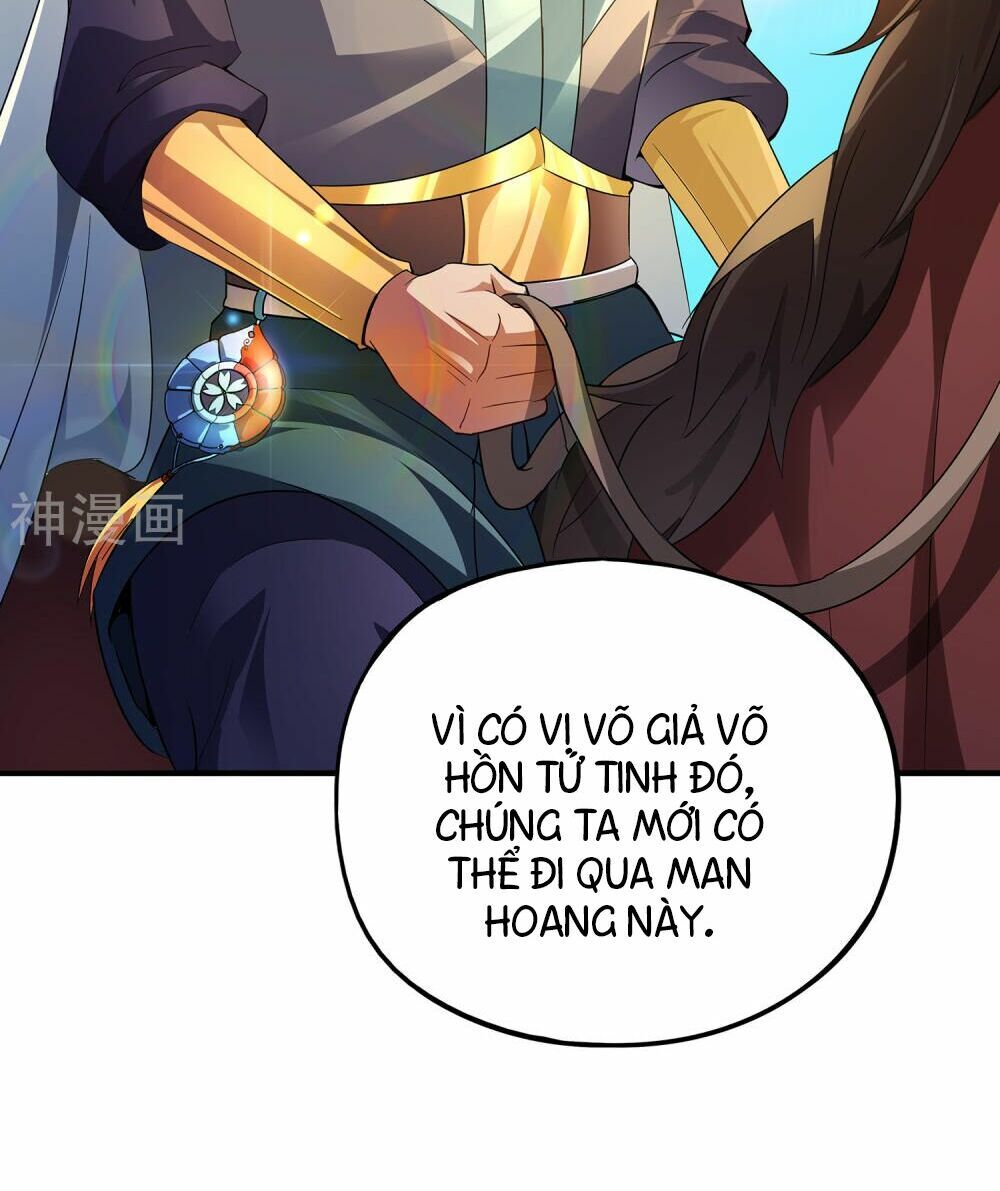 神漫画
VÌ CÓ VỊ VÕ GIẢ VÕ
HỒN TỬ TINH ĐÓ,
CHÚNG TA MỚI CÓ
THỂ ĐI QUA MAN
HOANG NÀY.